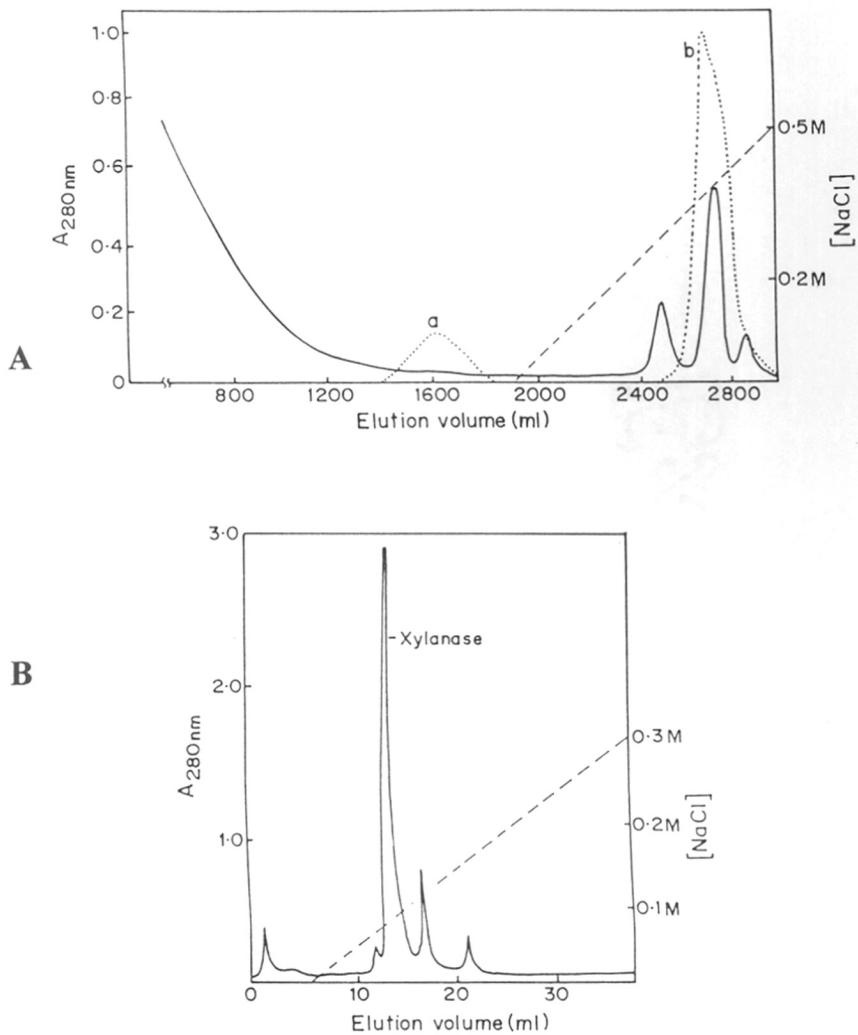 1·0
b
0·8
0·5M
0·6
A280nm
[NaCl]
0·4
0·2M
0·2
a
A
0
800 1200 1600 2000 2400 2800
Elution volume (ml)
3·0
-Xylanase
B
2·0
0·3M
A280nm
0·2M
[NaCl]
1·0
0·1M
0 10 20 30
Elution volume (ml)